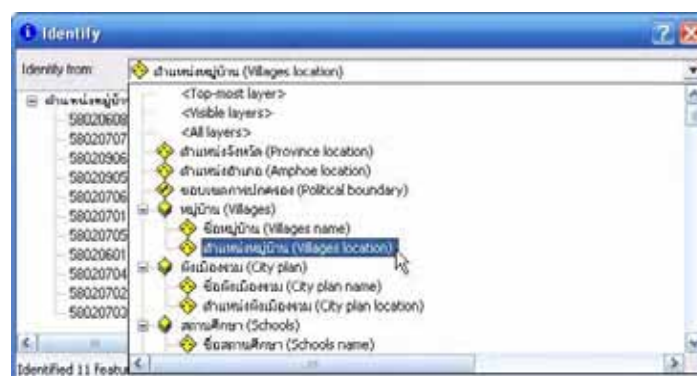 Identify
Identify from:
ตำแหน่งหมู่บ้าน (Villages location)
<Top-most layer>
<Visible layers>
<All layers>
ตำแหน่งจังหวัด (Province location)
ตำแหน่งอำเภอ (Amphoe location)
ขอบเขตการปกครอง (Political boundary)
หมู่บ้าน (Villages)
ชื่อหมู่บ้าน (Villages name)
ตำแหน่งหมู่บ้าน (Villages location)
ผังเมืองรวม (City plan)
ชื่อผังเมืองรวม (City plan name)
ตำแหน่งผังเมืองรวม (City plan location)
สถานศึกษา (Schools)
ชื่อสถานศึกษา (Schools name)
ตำแหน่งหมู่บ้
58020608
58020707
58020906
58020905
58020706
58020701
58020705
58020601
58020704
58020702
58020703
Identified 11 Featu